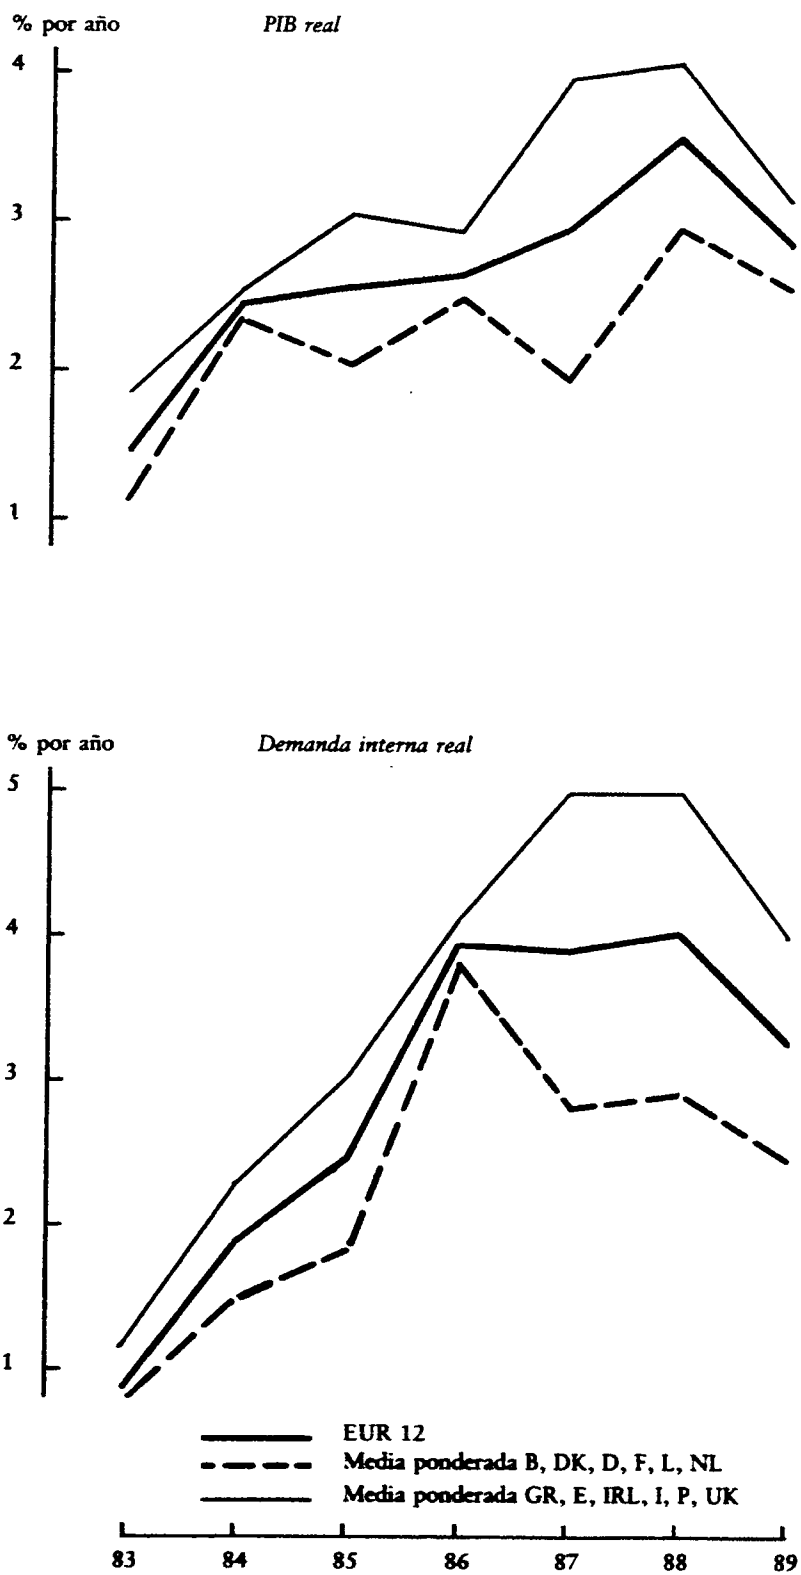 % por año PIB real
4
3
2
1
% por año Demanda interna real
5
4
3
2
1
EUR 12
Media ponderada B, DK, D, F, L, NL
Media ponderada GR, E, IRL, I, P, UK
83 84 85 86 87 88 89